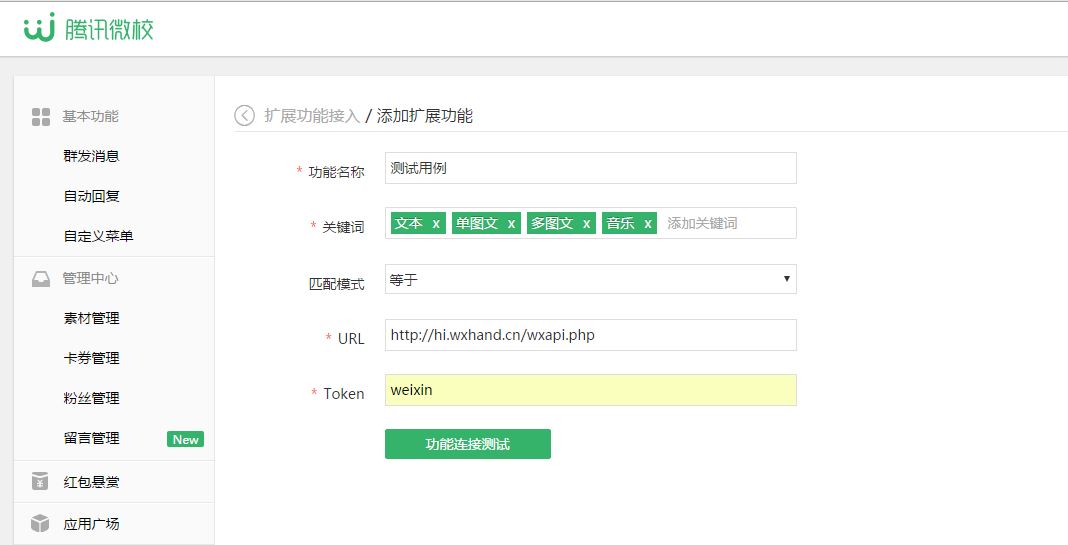 腾讯微校
基本功能
群发消息
自动回复
自定义菜单
管理中心
素材管理
卡券管理
粉丝管理
留言管理 New
红包悬赏
应用广场
扩展功能接入 / 添加扩展功能
* 功能名称 测试用例
* 关键词 文本 x 单图文 x 多图文 x 音乐 x 添加关键词
匹配模式 等于
* URL http://hi.wxhand.cn/wxapi.php
* Token weixin
功能连接测试